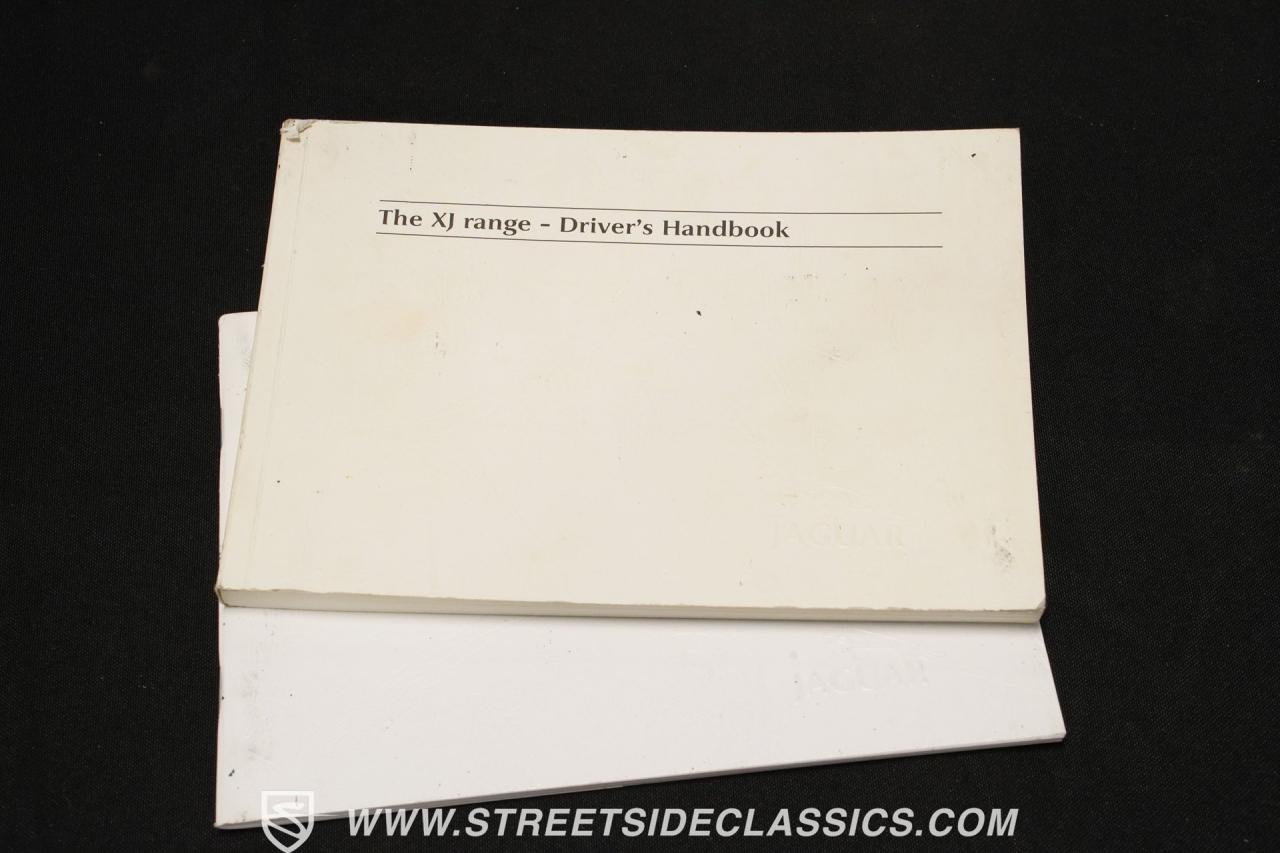 The XJ range – Driver's Handbook
JAGUAR
JAGUAR
WWW.STREETSIDECLASSICS.COM